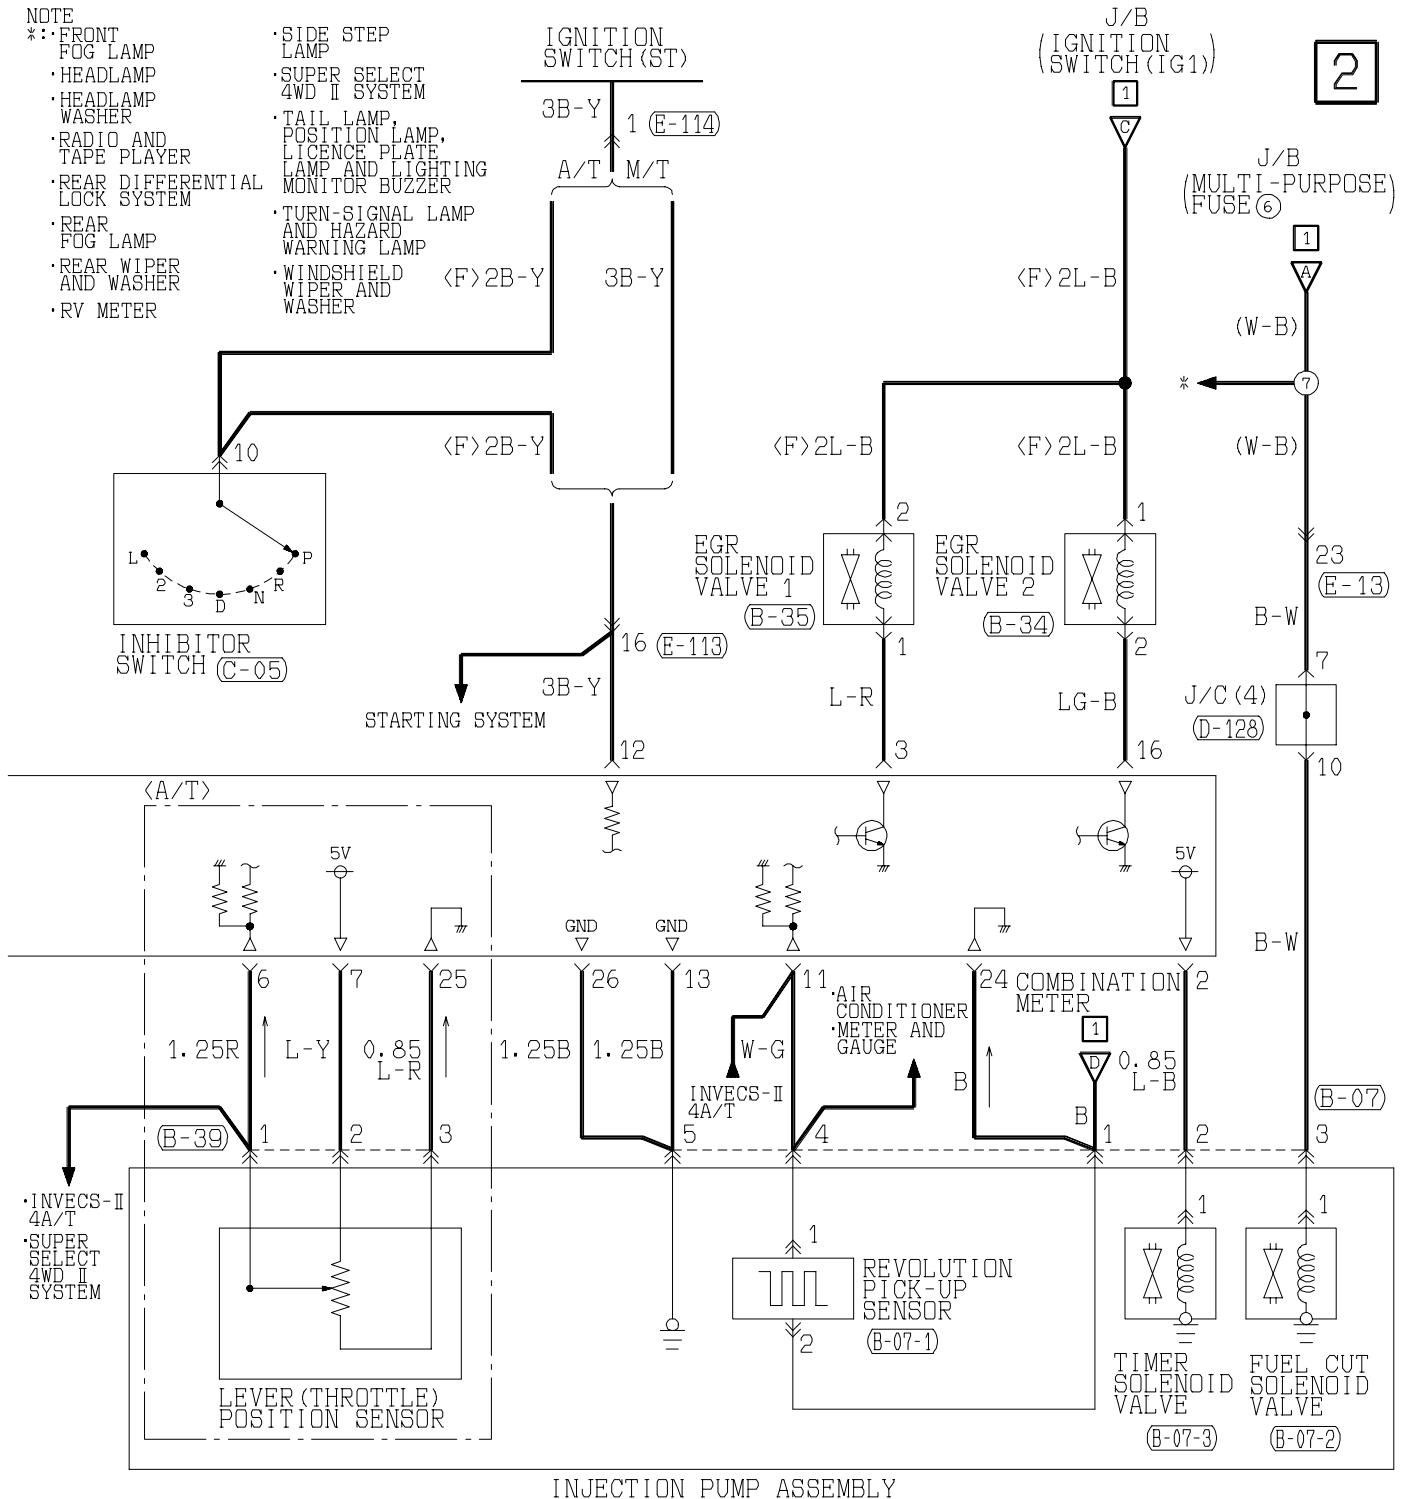 NOTE
*:·FRONT
FOG LAMP
·HEADLAMP
·HEADLAMP
WASHER
·RADIO AND
TAPE PLAYER
·REAR DIFFERENTIAL
LOCK SYSTEM
·REAR
FOG LAMP
·REAR WIPER
AND WASHER
·RV METER
·SIDE STEP
LAMP
·SUPER SELECT
4WD Ⅱ SYSTEM
·TAIL LAMP,
POSITION LAMP,
LICENCE PLATE
LAMP AND LIGHTING
MONITOR BUZZER
·TURN-SIGNAL LAMP
AND HAZARD
WARNING LAMP
·WINDSHIELD
WIPER AND
WASHER
IGNITION
SWITCH(ST)
3B-Y
1 (E-114)
A/T M/T
<F>2B-Y
3B-Y
<F>2B-Y
J/B
(IGNITION
SWITCH(IG1))
1
C
<F>2L-B
2
J/B
(MULTI-PURPOSE)
(FUSE⑥)
1
A
(W-B)
* 7
(W-B)
<F>2L-B
<F>2L-B
10
L 2 3 D N R P
INHIBITOR
SWITCH (C-05)
16 (E-113)
3B-Y
STARTING SYSTEM
12
2
EGR
SOLENOID
VALVE 1
(B-35)
1
L-R
3
1
EGR
SOLENOID
VALVE 2
(B-34)
2
LG-B
16
23
(E-13)
B-W
7
J/C(4)
(D-128)
10
B-W
<A/T>
5V
GND
GND
5V
6
7
25
26
13
11
24
2
1.25R
L-Y
0.85
L-R
1.25B
1.25B
W-G
INVECS-Ⅱ
4A/T
·AIR
CONDITIONER
·METER AND
GAUGE
B
COMBINATION
METER
1
D
B
0.85
L-B
(B-07)
(B-39)
1
2
3
5
4
1
2
3
·INVECS-Ⅱ
4A/T
·SUPER
SELECT
4WD Ⅱ
SYSTEM
LEVER(THROTTLE)
POSITION SENSOR
1
REVOLUTION
PICK-UP
SENSOR
(B-07-1)
2
1
TIMER
SOLENOID
VALVE
(B-07-3)
1
FUEL CUT
SOLENOID
VALVE
(B-07-2)
INJECTION PUMP ASSEMBLY